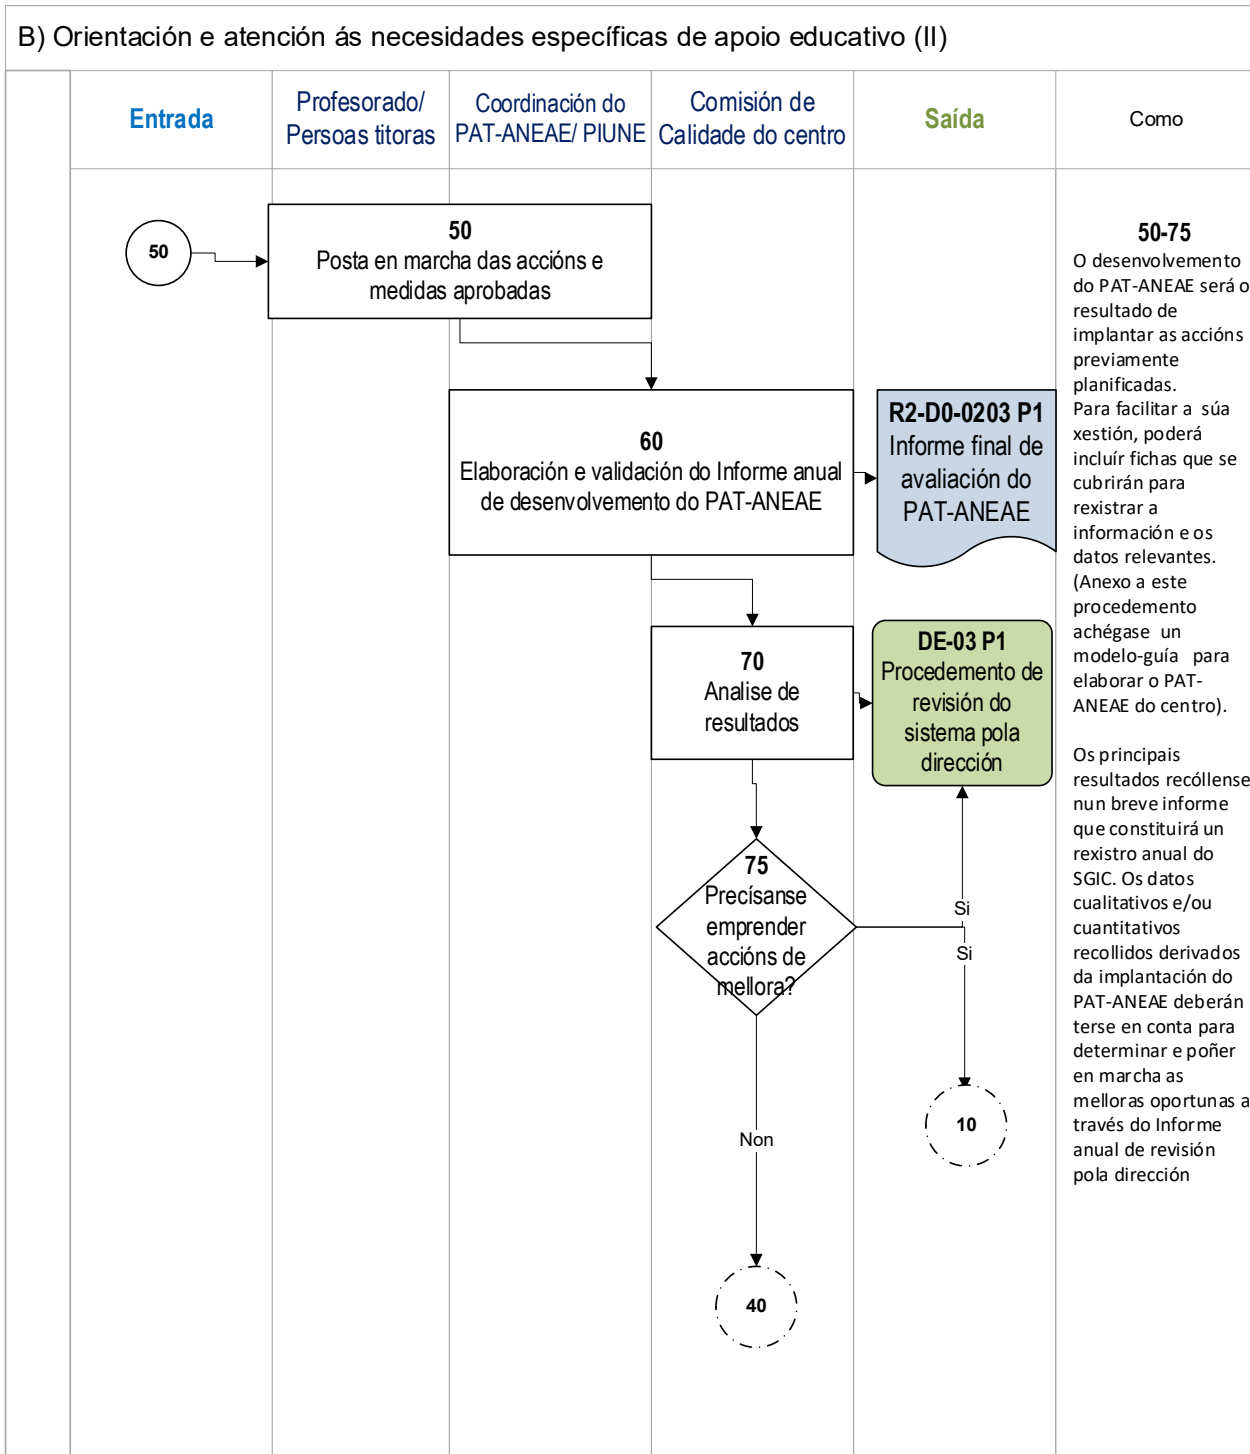 B) Orientación e atención ás necesidades específicas de apoio educativo (II)
Entrada
Profesorado/
Persoas titoras
Coordinación do
PAT-ANEAE/ PIUNE
Comisión de
Calidade do centro
Saída
Como
50
50
Posta en marcha das accións e
medidas aprobadas
60
Elaboración e validación do Informe anual
de desenvolvemento do PAT-ANEAE
R2-D0-0203 P1
Informe final de
avaliación do
PAT-ANEAE
70
Analise de
resultados
DE-03 P1
Procedemento de
revisión do
sistema pola
dirección
75
Precísanse
emprender
accións de
mellora?
Si
Si
Non
10
40
50-75
O desenvolvemento
do PAT-ANEAE será o
resultado de
implantar as accións
previamente
planificadas.
Para facilitar a súa
xestión, poderá
incluír fichas que se
cubrirán para
rexistrar a
información e os
datos relevantes.
(Anexo a este
procedemento
achégase un
modelo-guía para
elaborar o PAT-
ANEAE do centro).
Os principais
resultados recóllense
nun breve informe
que constituirá un
rexistro anual do
SGIC. Os datos
cualitativos e/ou
cuantitativos
recollidos derivados
da implantación do
PAT-ANEAE deberán
terse en conta para
determinar e poñer
en marcha as
melloras oportunas a
través do Informe
anual de revisión
pola dirección